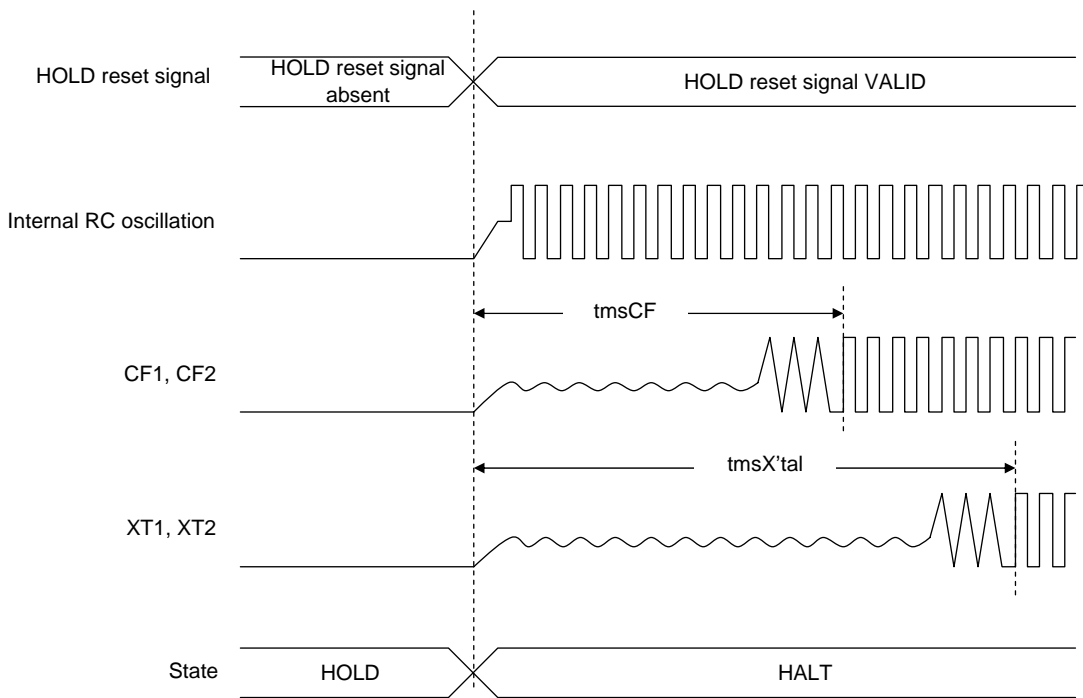 HOLD reset signal
HOLD reset signal
absent
HOLD reset signal VALID
Internal RC oscillation
tmsCF
CF1, CF2
tmsX'tal
XT1, XT2
State
HOLD
HALT